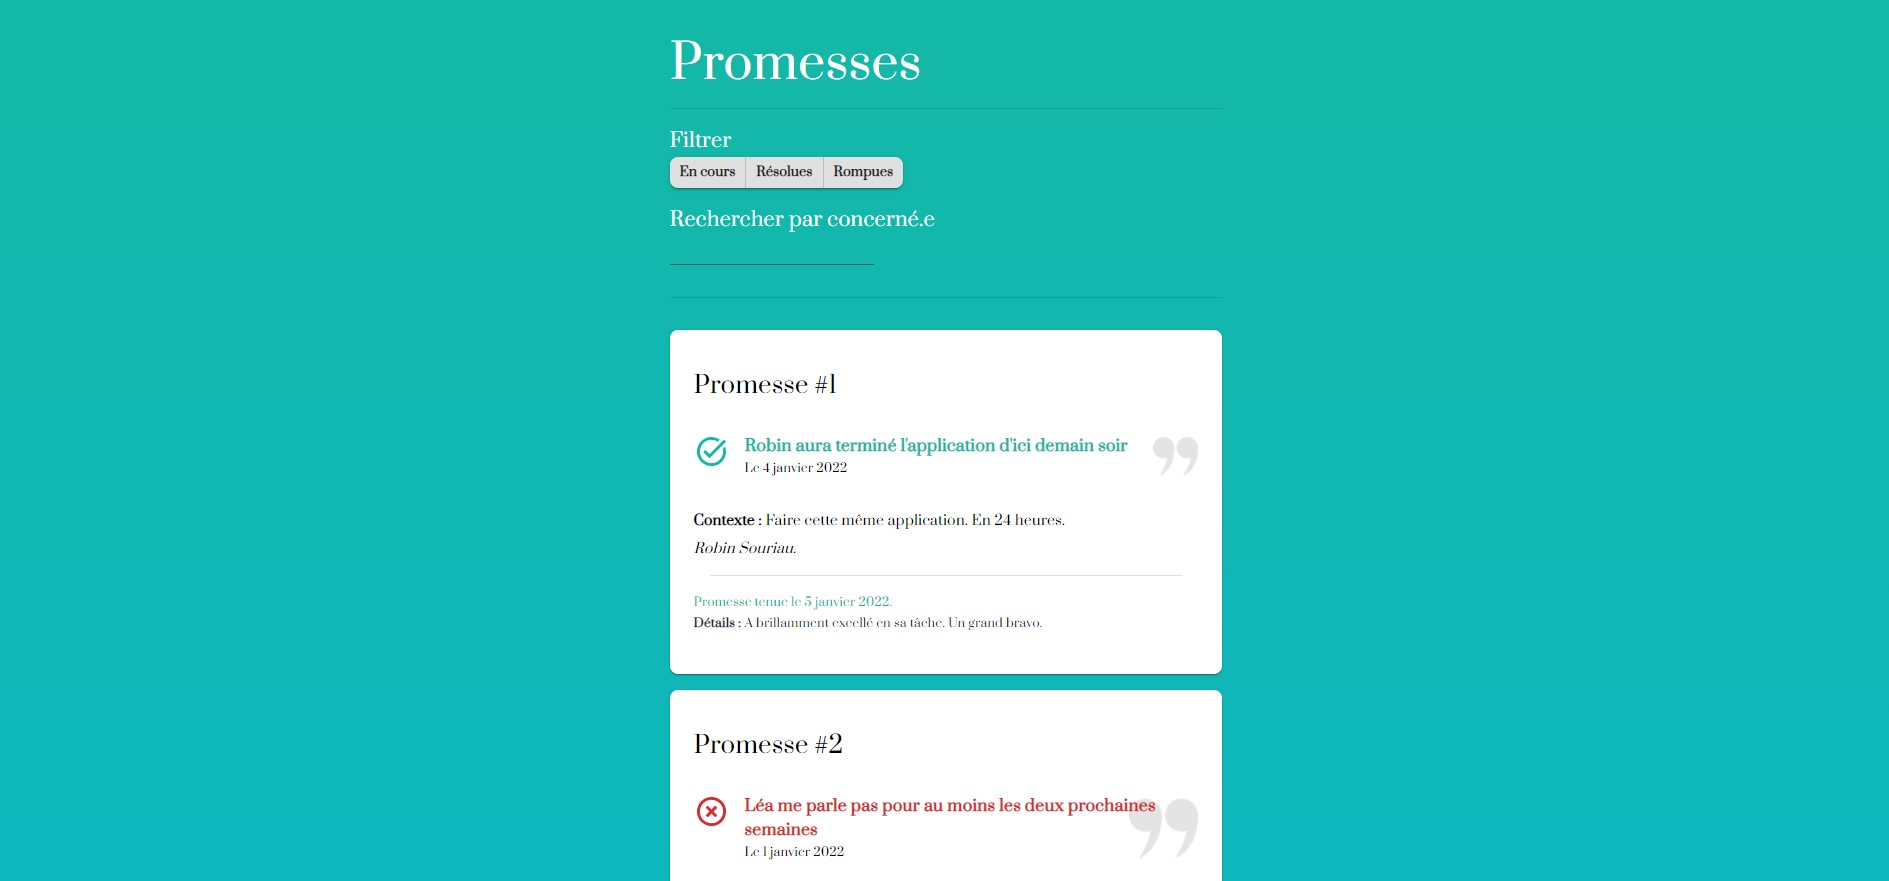 Promesses
Filtrer
En cours Résolues Rompues
Rechercher par concerné.e
Promesse #1
Robin aura terminé l'application d'ici demain soir
Le 4 janvier 2022
Contexte : Faire cette même application. En 24 heures.
Robin Souriau.
Promesse tenue le 5 janvier 2022.
Détails : A brillamment excellé en sa tâche. Un grand bravo.
Promesse #2
Léa me parle pas pour au moins les deux prochaines
semaines
Le 1 janvier 2022